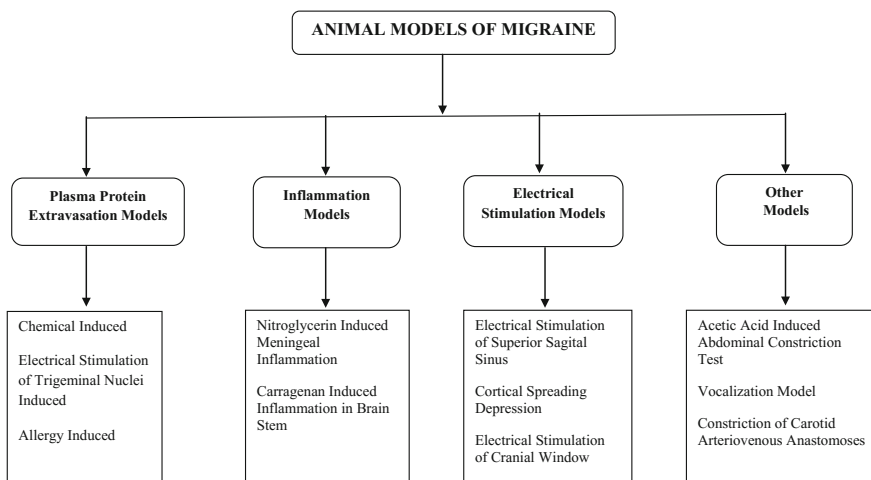 ANIMAL MODELS OF MIGRAINE
Plasma Protein
Extravasation Models
Inflammation
Models
Electrical
Stimulation Models
Other
Models
Chemical Induced
Electrical Stimulation
of Trigeminal Nuclei
Induced
Allergy Induced
Nitroglycerin Induced
Meningeal
Inflammation
Carragenan Induced
Inflammation in Brain
Stem
Electrical Stimulation
of Superior Sagital
Sinus
Cortical Spreading
Depression
Electrical Stimulation
of Cranial Window
Acetic Acid Induced
Abdominal Constriction
Test
Vocalization Model
Constriction of Carotid
Arteriovenous Anastomoses